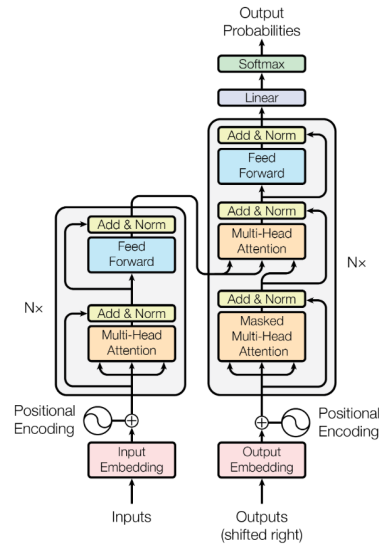 Output
Probabilities
Softmax
Linear
Add & Norm
Feed
Forward
Add & Norm
Multi-Head
Attention
Add & Norm
Masked
Multi-Head
Attention
N×
Positional
Encoding
Output
Embedding
Outputs
(shifted right)
Add & Norm
Feed
Forward
Add & Norm
Multi-Head
Attention
N×
Positional
Encoding
Input
Embedding
Inputs